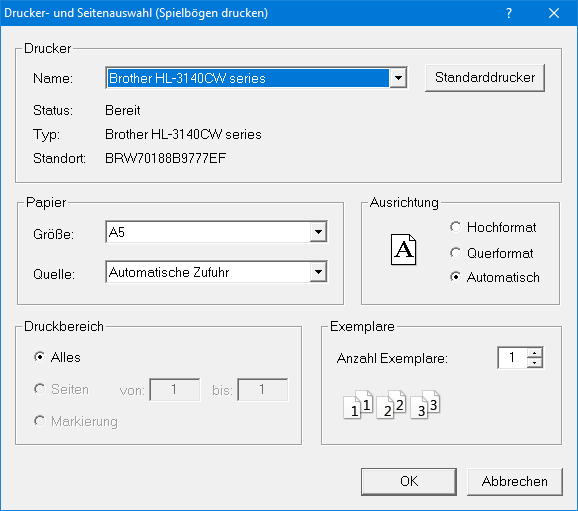 Drucker- und Seitenauswahl (Spielbögen drucken)
? ×
Drucker
Name: Brother HL-3140CW series Standarddrucker
Status: Bereit
Typ: Brother HL-3140CW series
Standort: BRW70188B9777EF
Papier
Größe: A5
Quelle: Automatische Zufuhr
Ausrichtung
A
Hochformat
Querformat
Automatisch
Druckbereich
Alles
Seiten von: 1 bis: 1
Markierung
Exemplare
Anzahl Exemplare: 1
1 1 2 2 3 3
OK Abbrechen